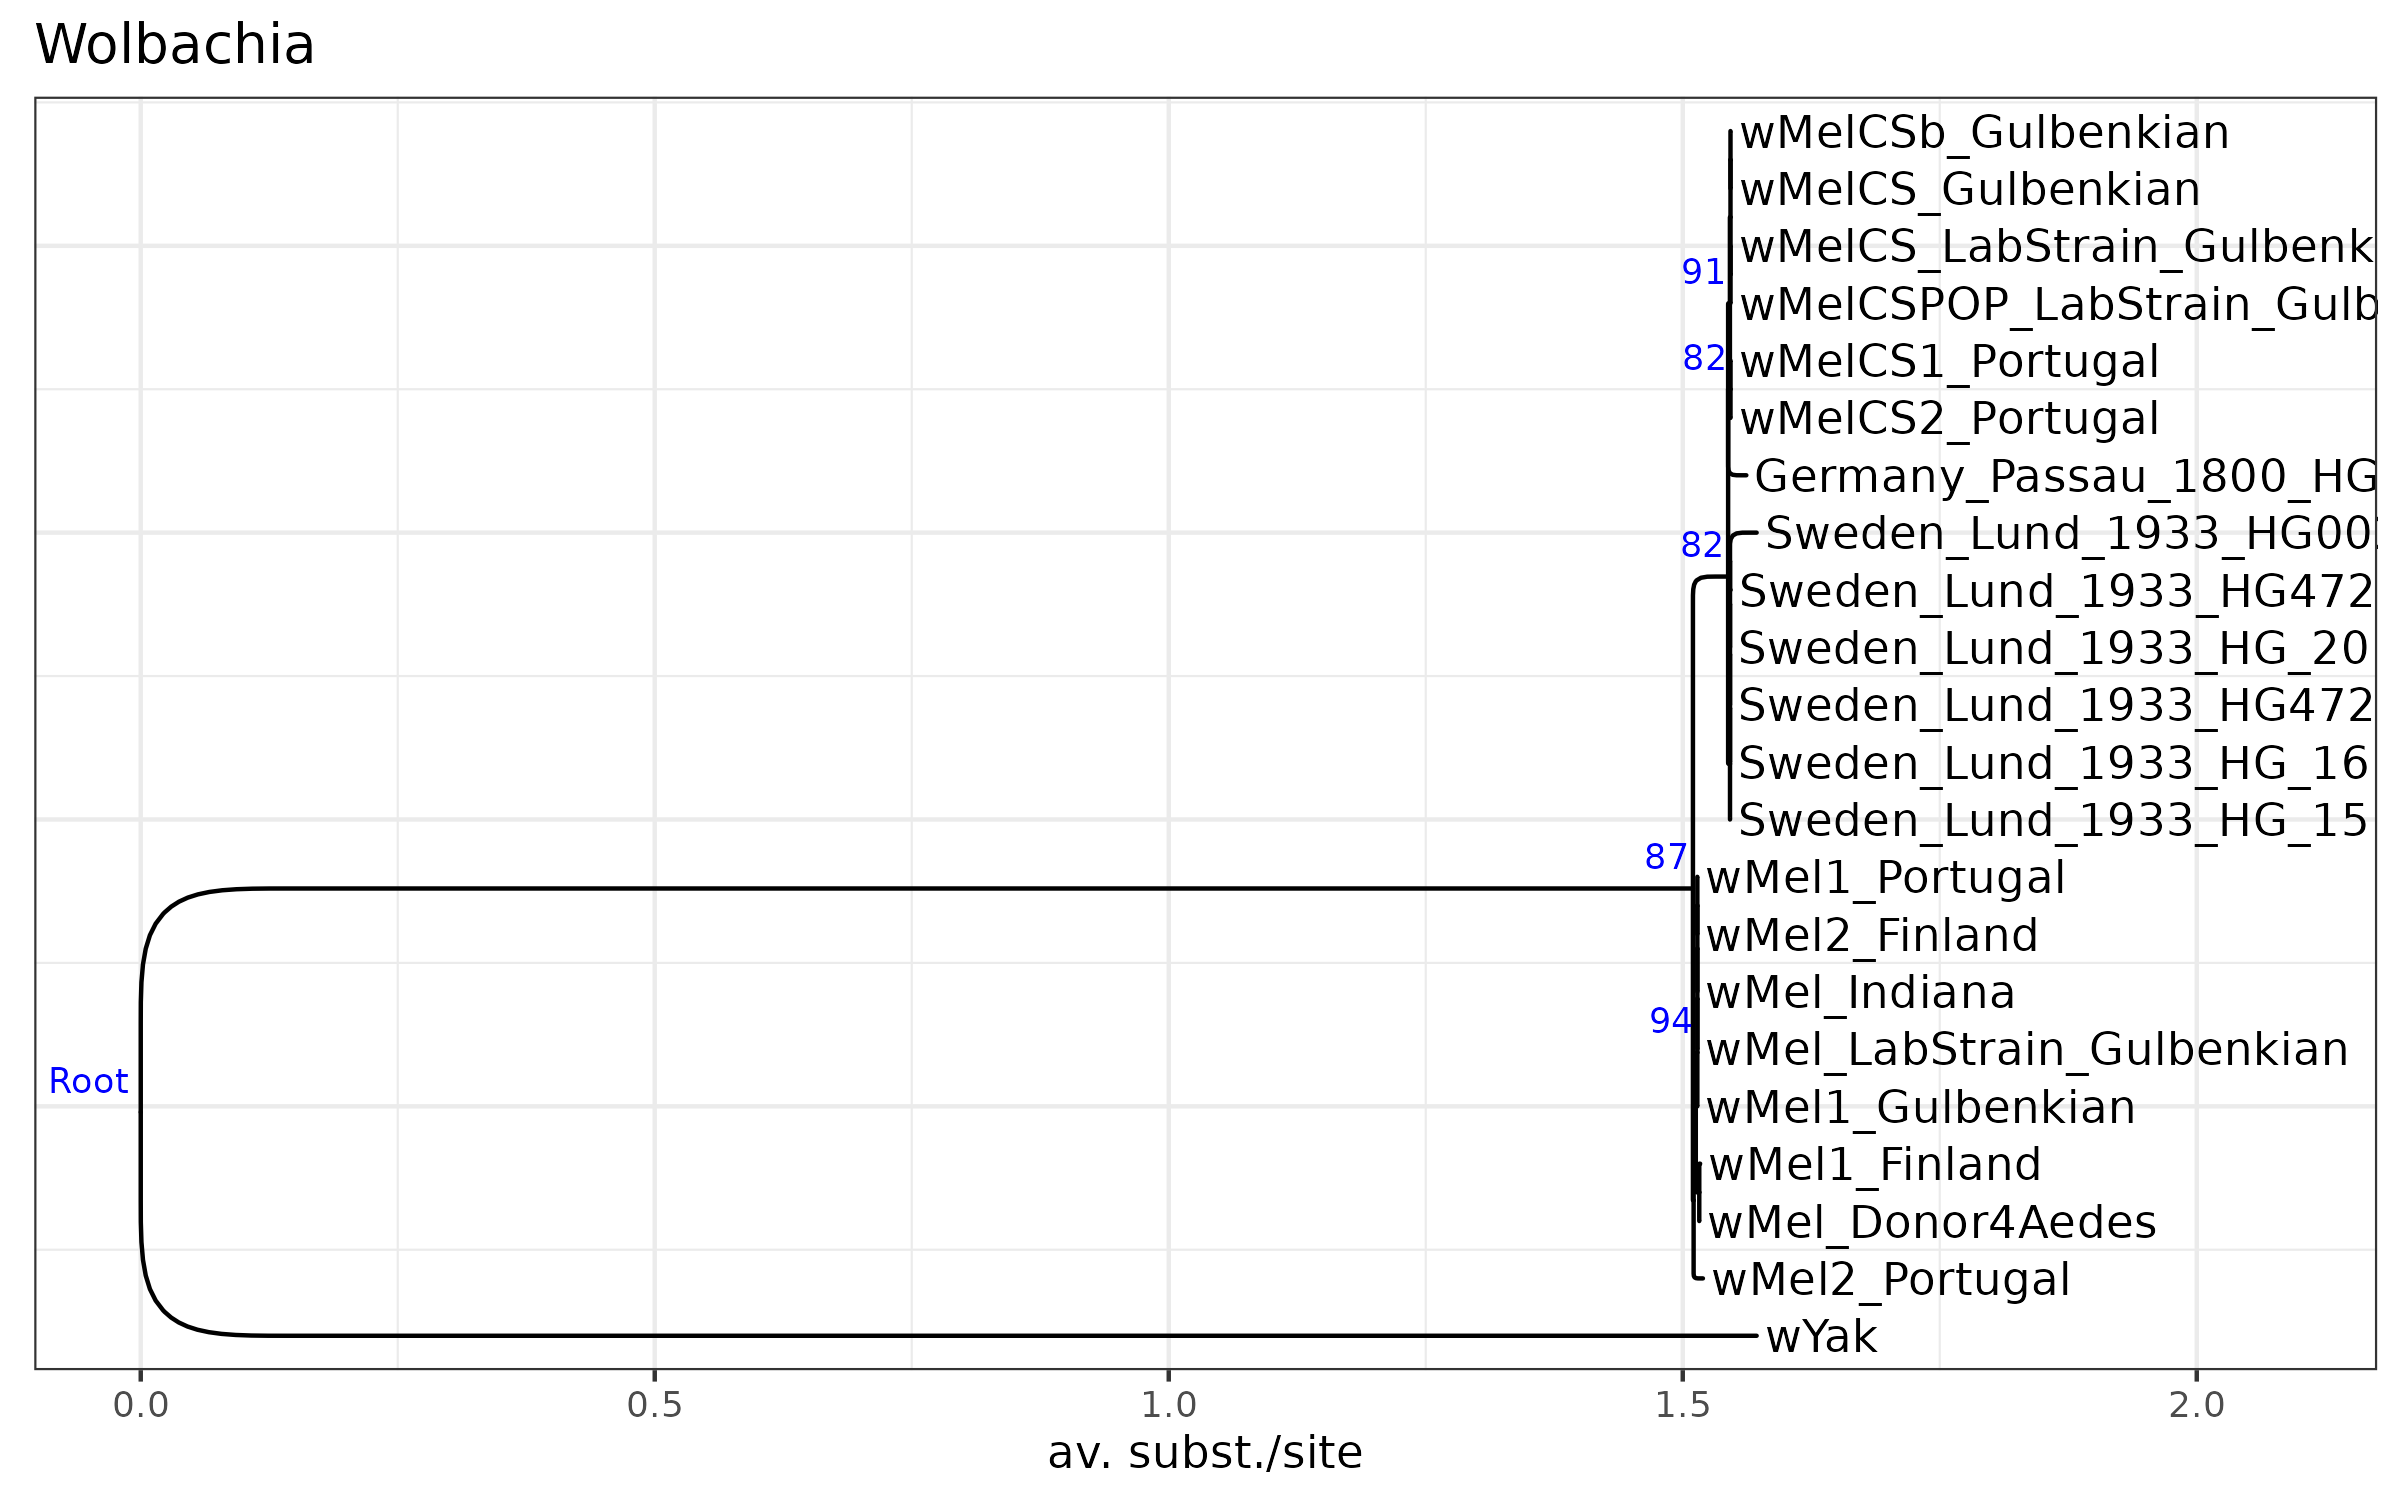 Wolbachia
wMelCSb_Gulbenkian
wMelCS_Gulbenkian
wMelCS_LabStrain_Gulbenk
91
wMelCSPOP_LabStrain_Gulb
82
wMelCS1_Portugal
wMelCS2_Portugal
Germany_Passau_1800_HG
Sweden_Lund_1933_HG00
82
Sweden_Lund_1933_HG472
Sweden_Lund_1933_HG_20
Sweden_Lund_1933_HG472
Sweden_Lund_1933_HG_16
Sweden_Lund_1933_HG_15
87
wMel1_Portugal
wMel2_Finland
wMel_Indiana
94
wMel_LabStrain_Gulbenkian
Root
wMel1_Gulbenkian
wMel1_Finland
wMel_Donor4Aedes
wMel2_Portugal
wYak
0.0 0.5 1.0 1.5 2.0
av. subst./site